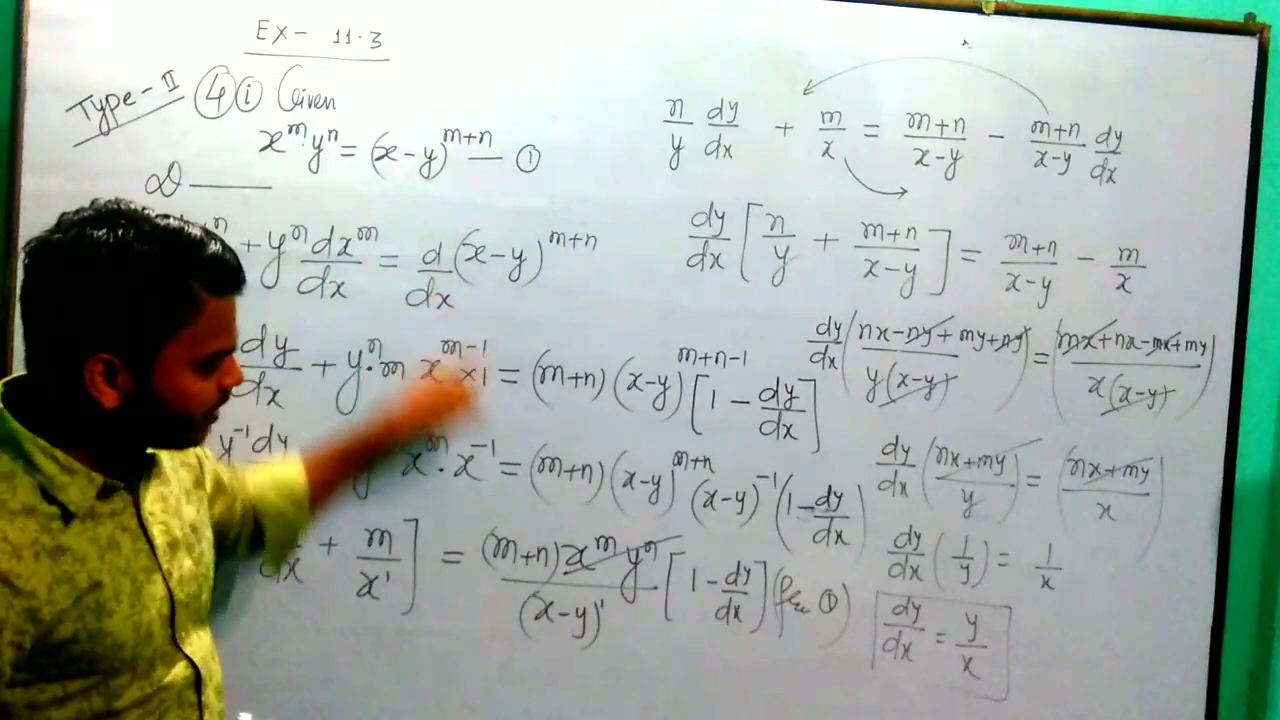 EX- 11.3
Type-II ④ ⓘ Given
x^m · y^n = (x-y)^{m+n} — ①
D ———
+ y^n dx^m/dx = d/dx (x-y)^{m+n}
dy/dx + y^n · m x^{m-1} × 1 = (m+n) (x-y)^{m+n-1} [1 - dy/dx]
y^{-1} dy x^m · x^{-1} = (m+n) (x-y)^{m+n} (x-y)^{-1} (1 - dy/dx)
+ m/x^1 ] = (m+n) x^m y^n / (x-y)^1 [1 - dy/dx] ( ①)
n/y dy/dx + m/x = m+n/x-y - m+n/x-y dy/dx
dy/dx [ n/y + m+n/x-y ] = m+n/x-y - m/x
dy/dx ( nx-ny+my+ny / y(x-y) ) = ( mx+nx-mx+my / x(x-y) )
dy/dx ( nx+my / y ) = ( nx+my / x )
dy/dx ( 1/y ) = 1/x
dy/dx = y/x